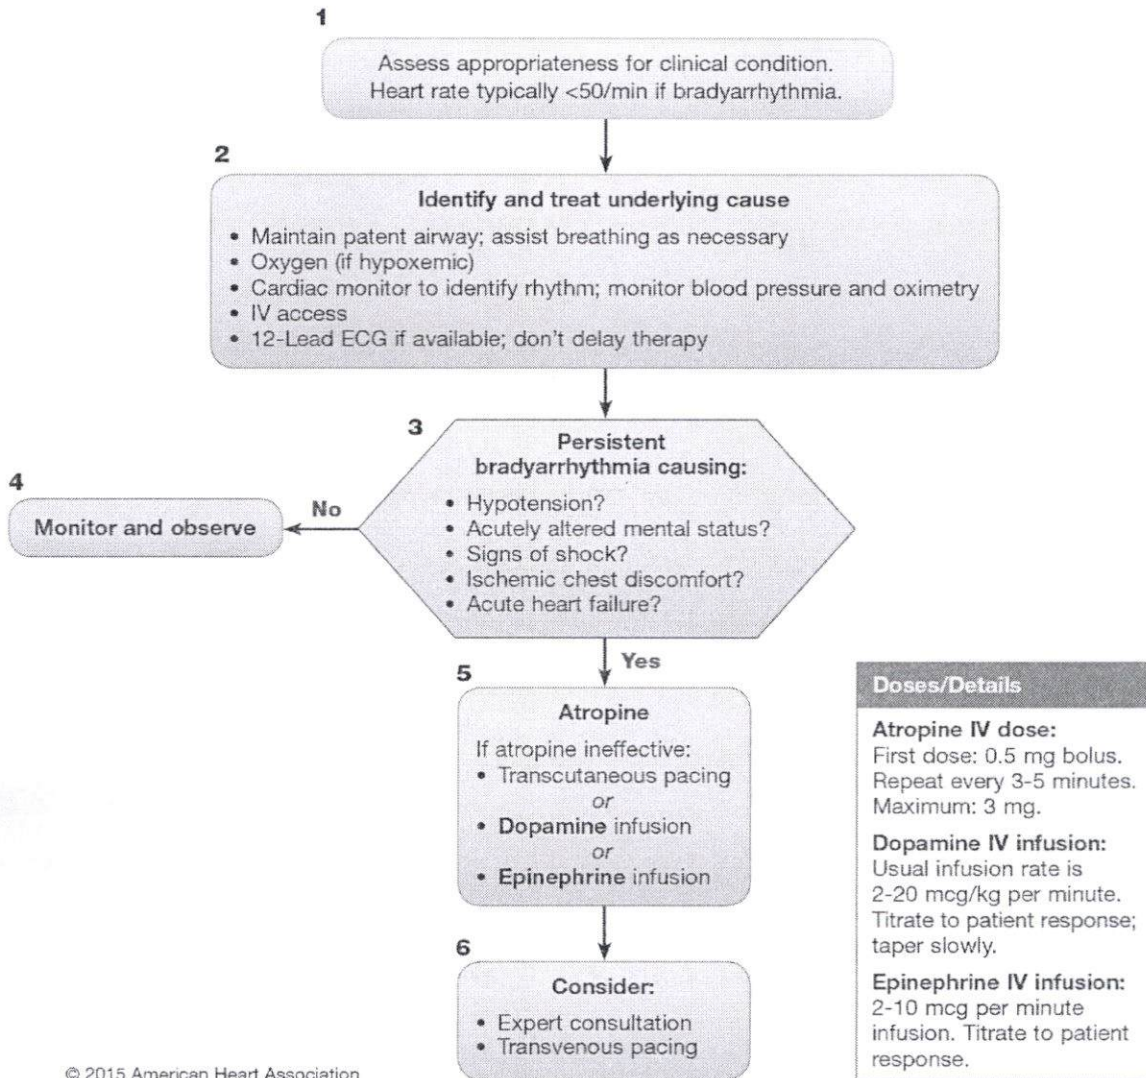 1
Assess appropriateness for clinical condition.
Heart rate typically <50/min if bradyarrhythmia.
2
Identify and treat underlying cause
• Maintain patent airway; assist breathing as necessary
• Oxygen (if hypoxemic)
• Cardiac monitor to identify rhythm; monitor blood pressure and oximetry
• IV access
• 12-Lead ECG if available; don't delay therapy
3
Persistent
bradyarrhythmia causing:
• Hypotension?
• Acutely altered mental status?
• Signs of shock?
• Ischemic chest discomfort?
• Acute heart failure?
4
No
Monitor and observe
Yes
5
Atropine
If atropine ineffective:
• Transcutaneous pacing
or
• Dopamine infusion
or
• Epinephrine infusion
6
Consider:
• Expert consultation
• Transvenous pacing
Doses/Details
Atropine IV dose:
First dose: 0.5 mg bolus.
Repeat every 3-5 minutes.
Maximum: 3 mg.
Dopamine IV infusion:
Usual infusion rate is
2-20 mcg/kg per minute.
Titrate to patient response;
taper slowly.
Epinephrine IV infusion:
2-10 mcg per minute
infusion. Titrate to patient
response.
© 2015 American Heart Association